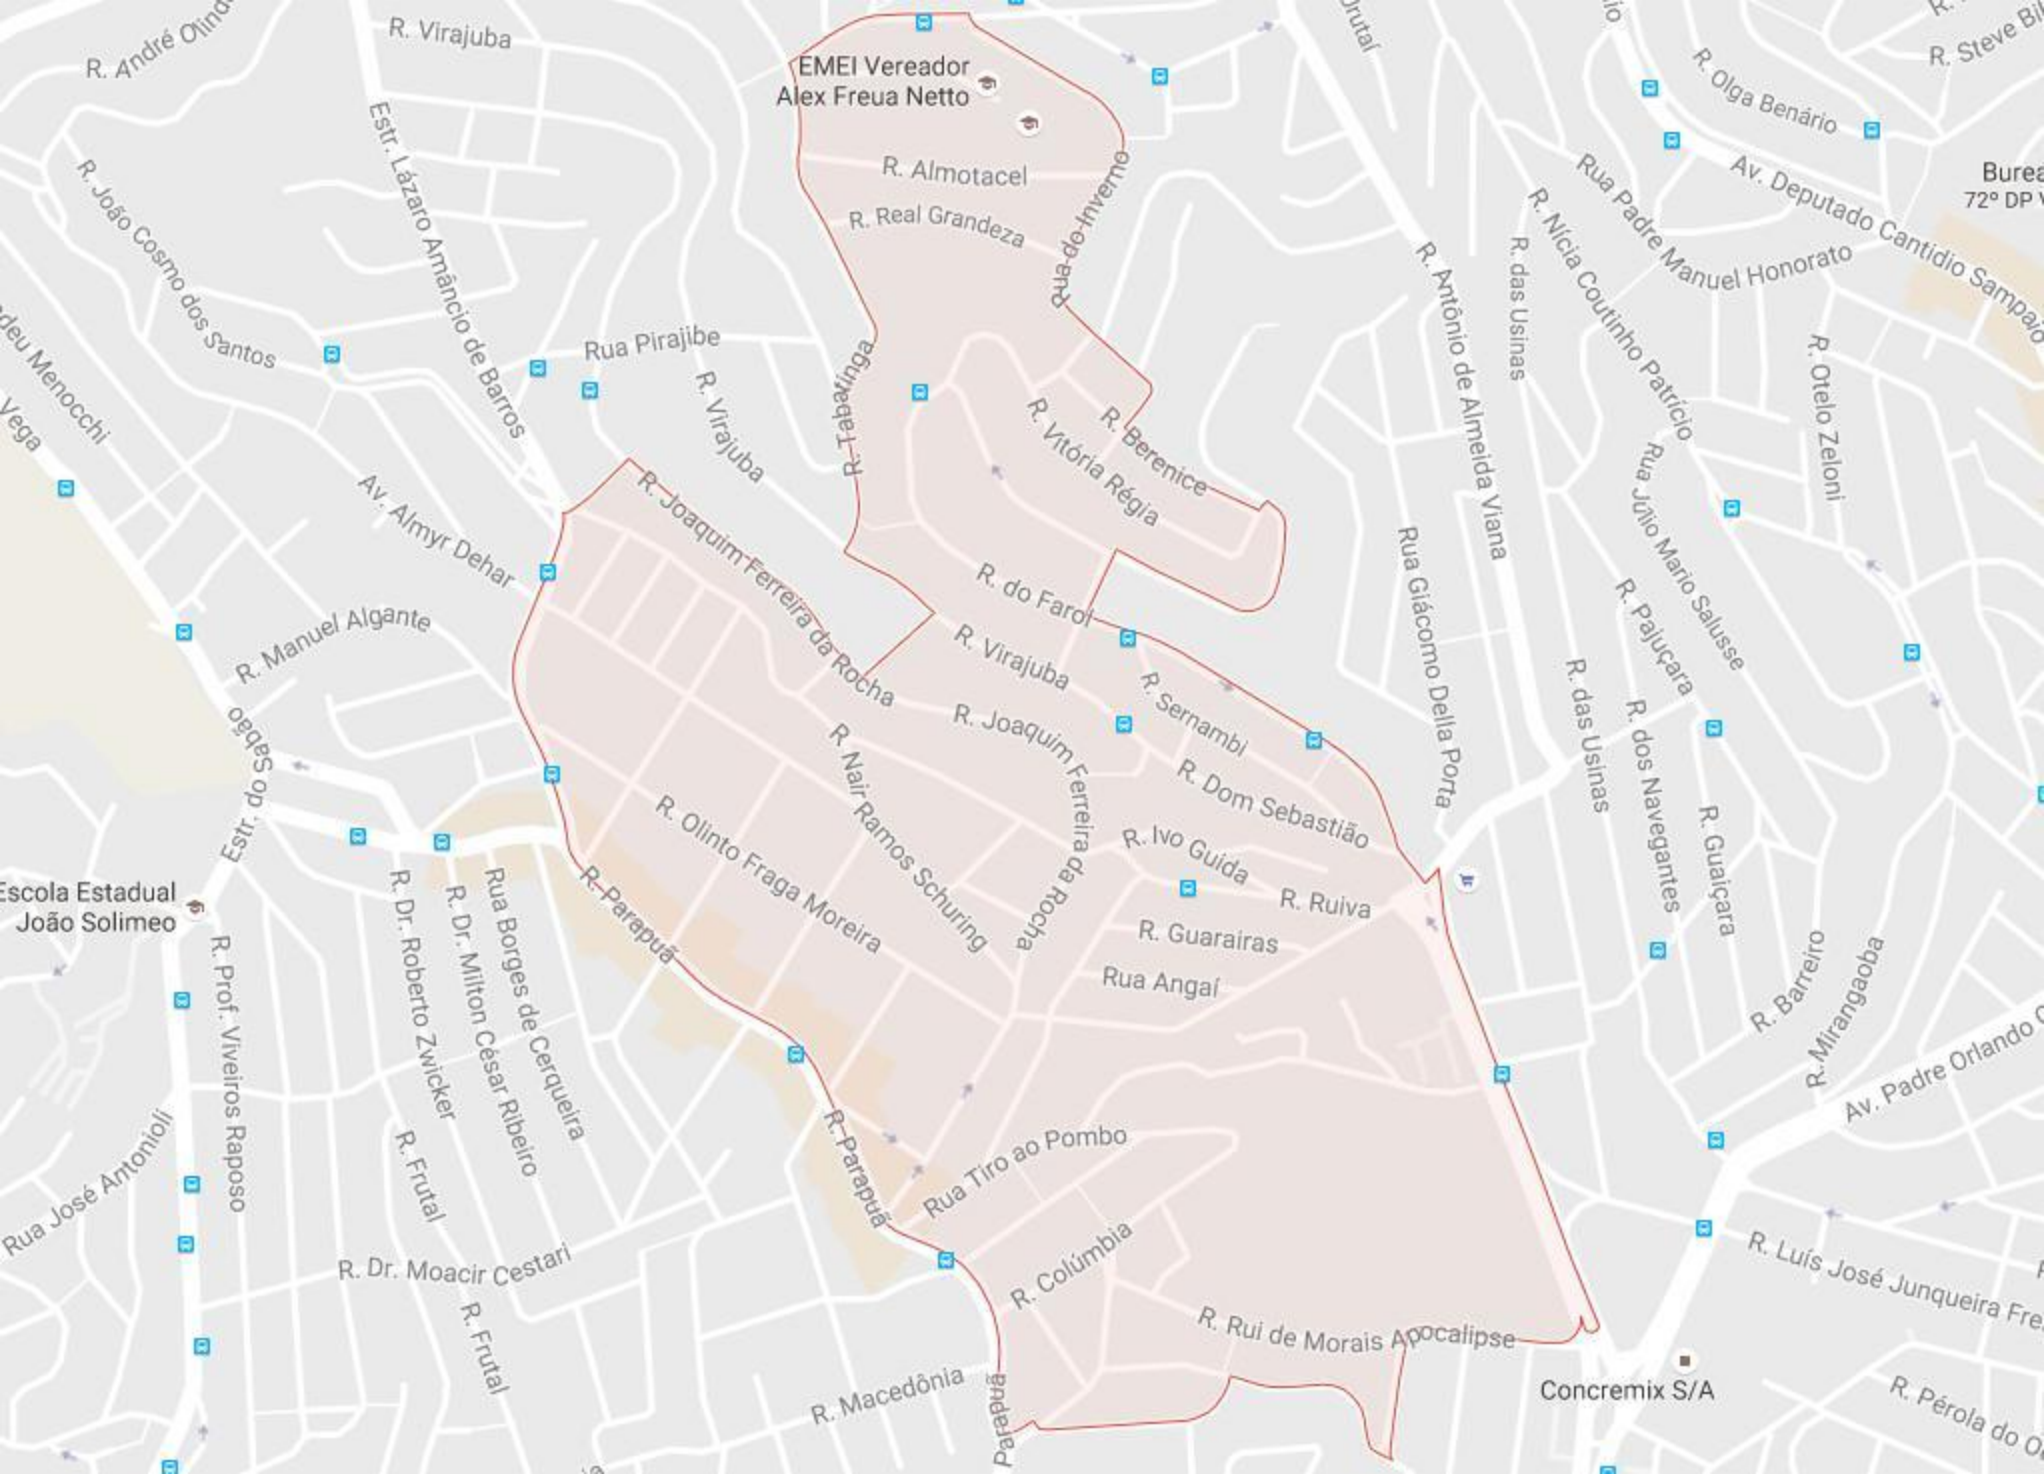 R. André Olind
R. Virajuba
EMEI Vereador
Alex Freua Netto
Urutaí
R. Olga Benário
R. Steve Bi
Av. Deputado Cantidio Sampaio
Burea
72º DP V
Estr. Lázaro Amâncio de Barros
R. João Cosmo dos Santos
R. Almotacel
R. Real Grandeza
Rua do Inverno
Rua Padre Manuel Honorato
R. Nícia Coutinho Patrício
R. das Usinas
R. Antônio de Almeida Viana
R. Otelo Zeloni
deu Menocchi
Vega
Rua Pirajibe
R. Virajuba
R. Tabatinga
R. Berenice
R. Vitória Régia
Rua Júlio Mario Salusse
Av. Almyr Dehar
R. Joaquim Ferreira da Rocha
R. do Farol
Rua Giácomo Della Porta
R. Pajuçara
R. Manuel Algante
R. Virajuba
R. Sernambi
R. das Usinas
R. dos Navegantes
R. Guaiçara
Estr. do Sabão
R. Joaquim Ferreira da Rocha
R. Nair Ramos Schuring
R. Dom Sebastião
R. Olinto Fraga Moreira
R. Ivo Guida
R. Ruiva
R. Guarairas
Rua Angaí
Escola Estadual
João Solimeo
R. Parapuã
R. Dr. Roberto Zwicker
R. Dr. Milton César Ribeiro
Rua Borges de Cerqueira
R. Prof. Viveiros Raposo
R. Barreiro
R. Mirangaoba
Av. Padre Orlando
Rua José Antonioli
R. Frutal
R. Parapuã
Rua Tiro ao Pombo
R. Colúmbia
R. Dr. Moacir Cestari
R. Luís José Junqueira Fre
R. Rui de Morais Apocalipse
R. Frutal
R. Macedônia
Parapuã
Concremix S/A
R. Pérola do O